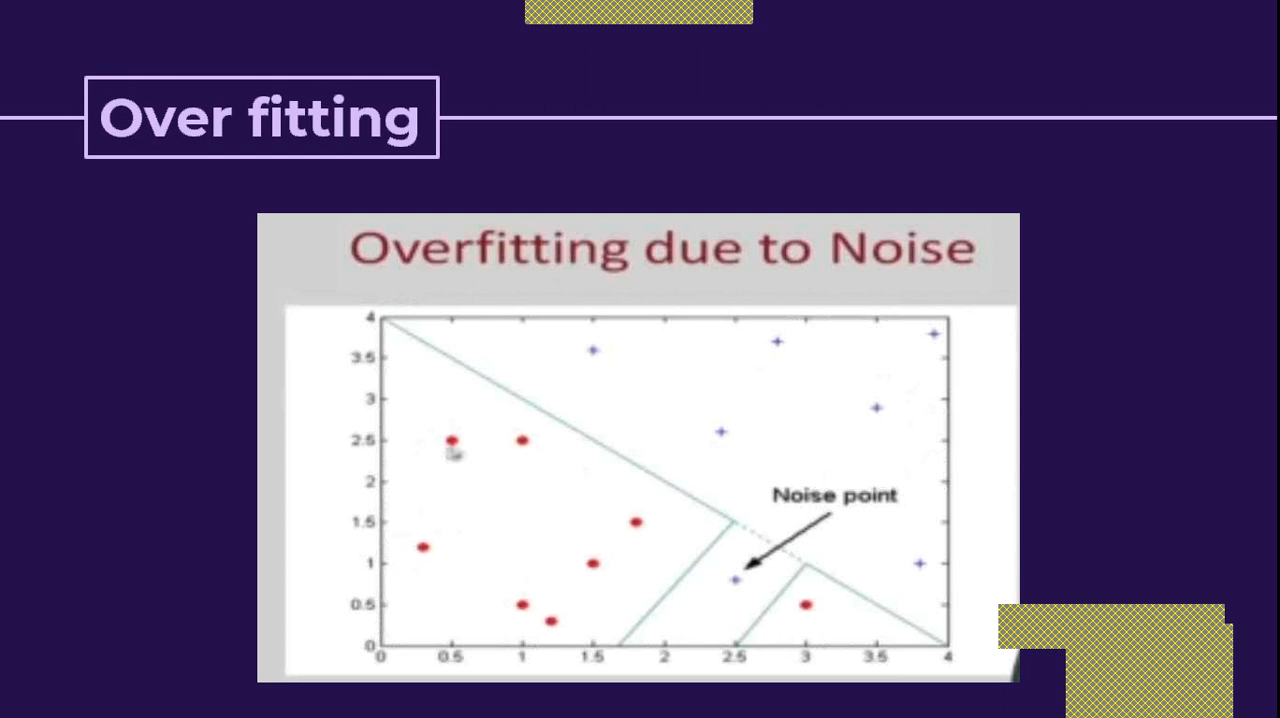 Over fitting
Overfitting due to Noise
4
3.5
3
2.5
2
1.5
1
0.5
0
Noise point
0 0.5 1 1.5 2 2.5 3 3.5 4